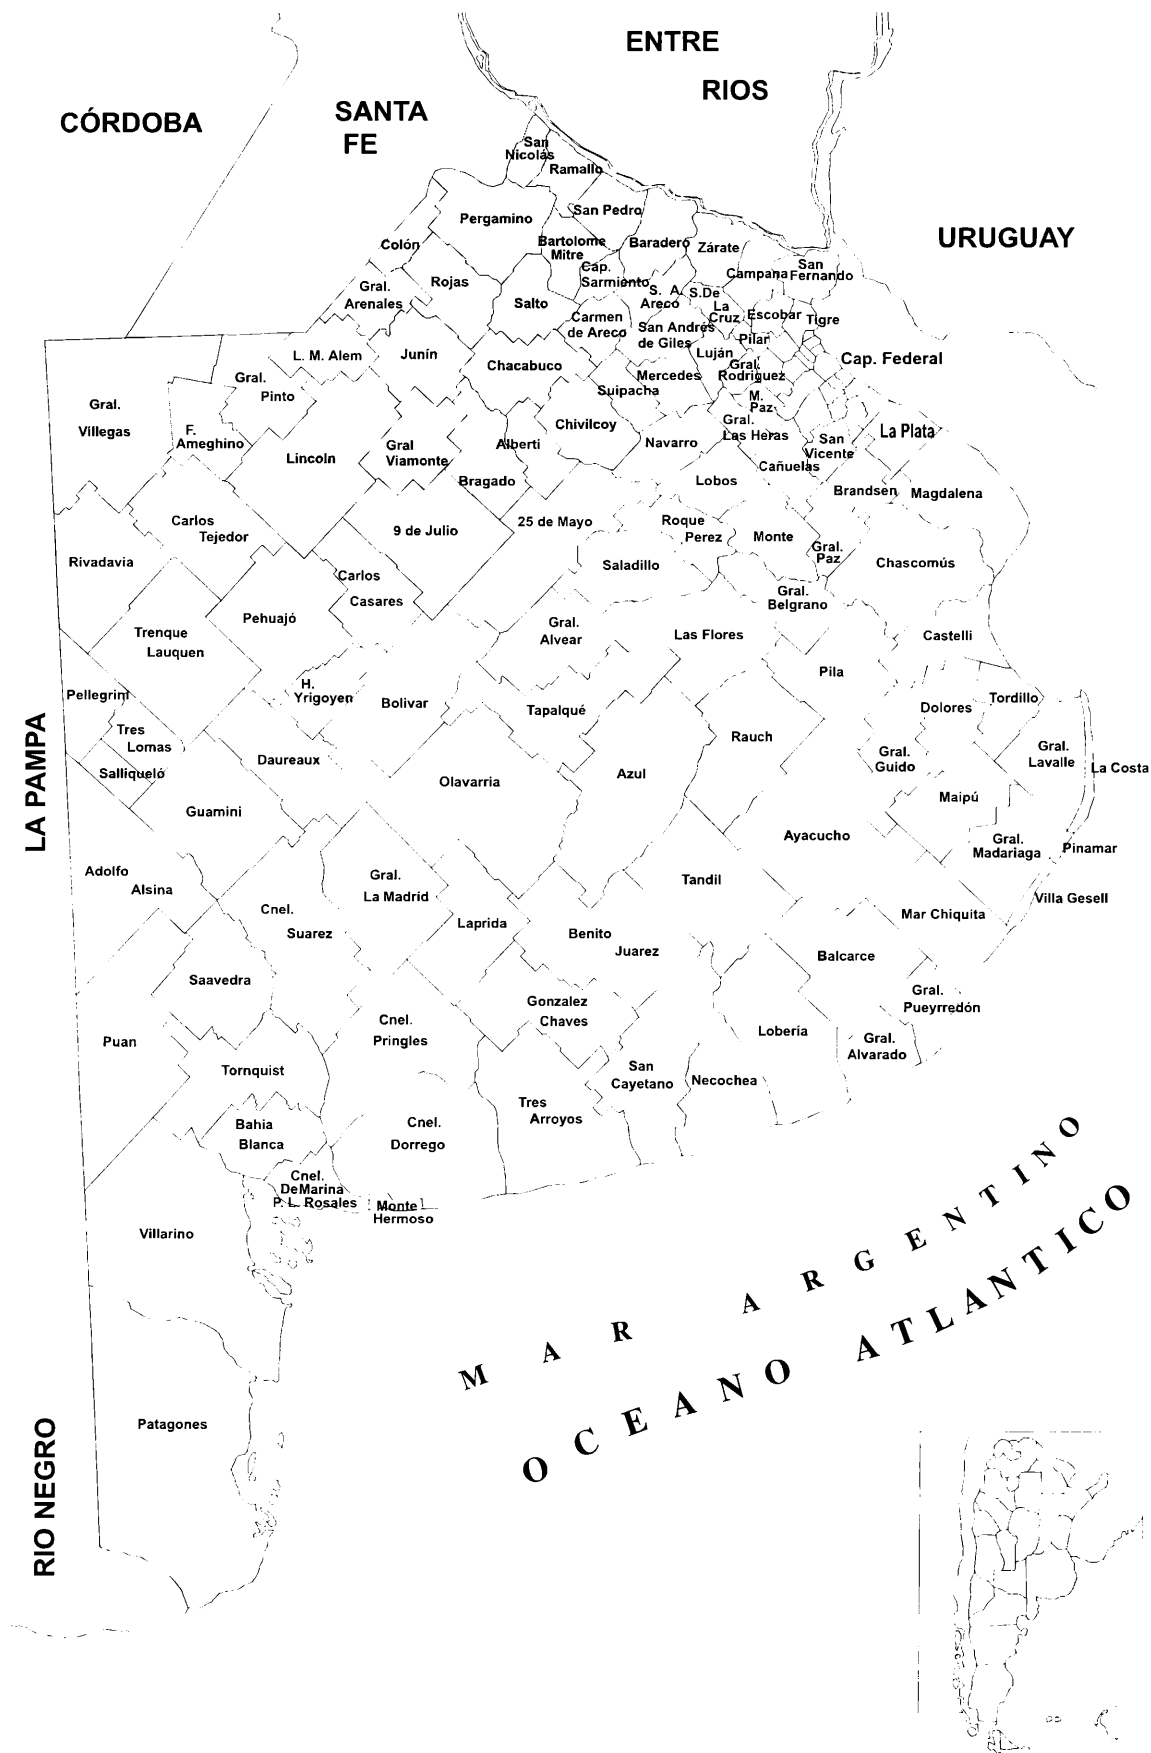 ENTRE
RIOS
CÓRDOBA
SANTA
FE
URUGUAY
San
Nicolás
Ramallo
Pergamino
San Pedro
Colón
Bartolome
Mitre
Baradero
Zárate
Rojas
Cap.
Sarmiento
Campana
San
Fernando
Gral.
Arenales
Salto
S. A.
Areco
S.De
La
Cruz
Carmen
de Areco
San Andrés
de Giles
Escobar
Tigre
L. M. Alem
Junín
Chacabuco
Luján
Pilar
Cap. Federal
Gral.
Rodriguez
Mercedes
Suipacha
Gral.
Pinto
Gral.
Villegas
F.
Ameghino
M.
Paz
Chivilcoy
Gral.
Las Heras
Navarro
San
Vicente
La Plata
Lincoln
Gral
Viamonte
Alberti
Bragado
Lobos
Cañuelas
Brandsen
Magdalena
Carlos
Tejedor
9 de Julio
25 de Mayo
Roque
Perez
Monte
Gral.
Paz
Chascomús
Rivadavia
Saladillo
Carlos
Casares
Gral.
Belgrano
Pehuajó
Trenque
Lauquen
Gral.
Alvear
Las Flores
Castelli
Pila
Pellegrini
H.
Yrigoyen
Bolivar
Tapalqué
Dolores
Tordillo
Tres
Lomas
Rauch
Salliqueló
Daureaux
Olavarria
Azul
Gral.
Guido
Gral.
Lavalle
La Costa
LA PAMPA
Guamini
Maipú
Ayacucho
Gral.
Madariaga
Pinamar
Adolfo
Alsina
Gral.
La Madrid
Tandil
Villa Gesell
Cnel.
Suarez
Laprida
Benito
Juarez
Mar Chiquita
Saavedra
Balcarce
Gral.
Pueyrredón
Gonzalez
Chaves
Puan
Cnel.
Pringles
Lobería
Gral.
Alvarado
Tornquist
San
Cayetano
Necochea
Tres
Arroyos
Bahia
Blanca
Cnel.
Dorrego
Cnel.
DeMarina
P. L. Rosales
Monte
Hermoso
Villarino
MAR ARGENTINO
OCEANO ATLANTICO
Patagones
RIO NEGRO